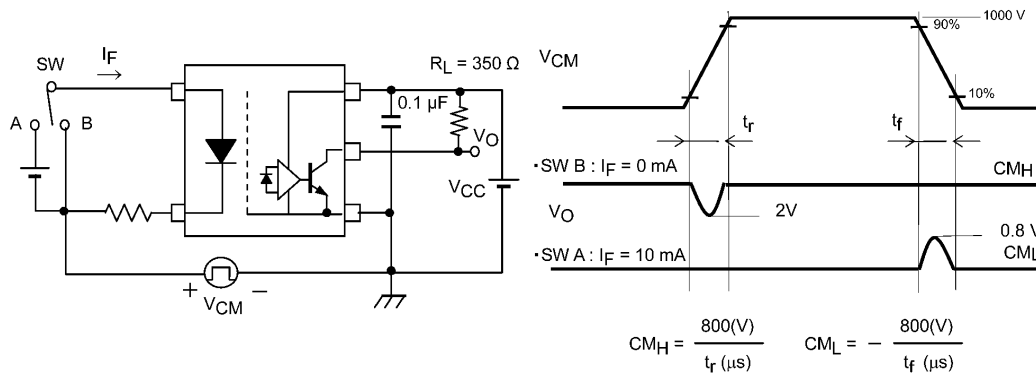 SW
I_F
A
B
R_L = 350 Ω
0.1 μF
V_O
V_CC
+
V_CM
−
V_CM
1000 V
90%
10%
t_r
t_f
·SW B : I_F = 0 mA
CM_H
V_O
2V
0.8 V
·SW A : I_F = 10 mA
CM_L
CM_H = 800(V) / t_r (μs)
CM_L = − 800(V) / t_f (μs)